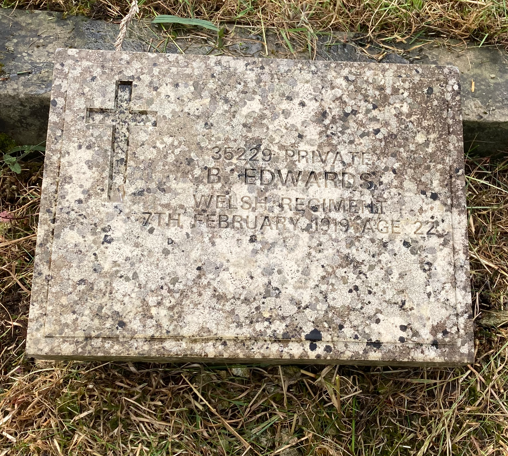 35229 PRIVATE
B. EDWARDS
WELSH REGIMENT
7TH FEBRUARY 1919 AGE 22